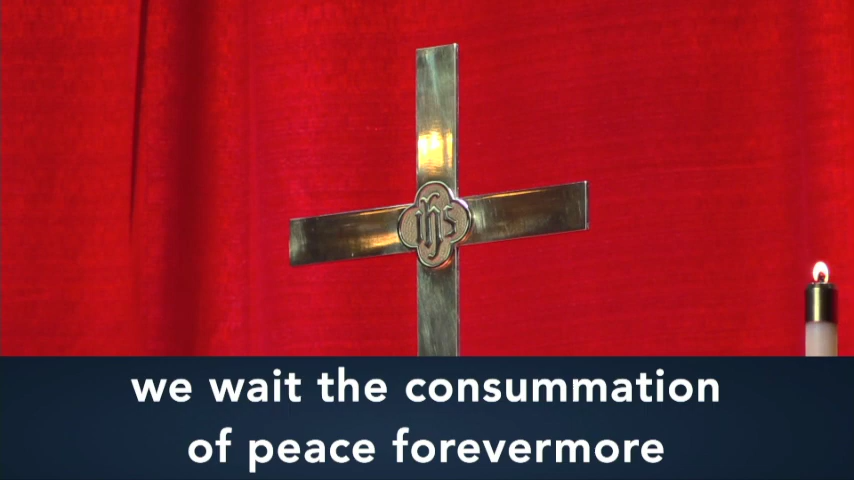 ihs
we wait the consummation
of peace forevermore